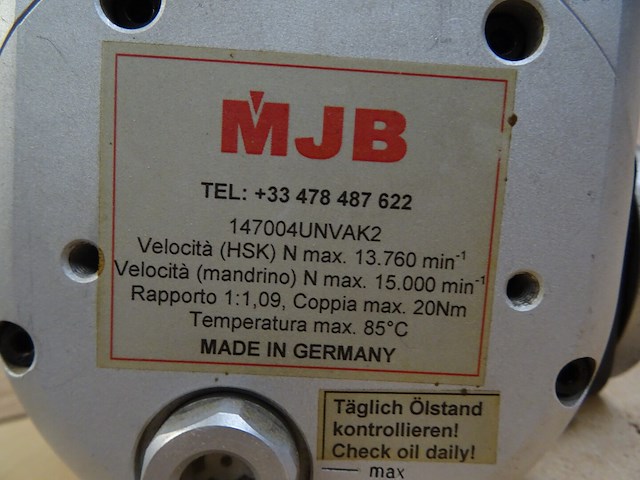 MJB
TEL: +33 478 487 622
147004UNVAK2
Velocità (HSK) N max. 13.760 min⁻¹
Velocità (mandrino) N max. 15.000 min⁻¹
Rapporto 1:1,09, Coppia max. 20Nm
Temperatura max. 85°C
MADE IN GERMANY
Täglich Ölstand
kontrollieren!
Check oil daily!
max